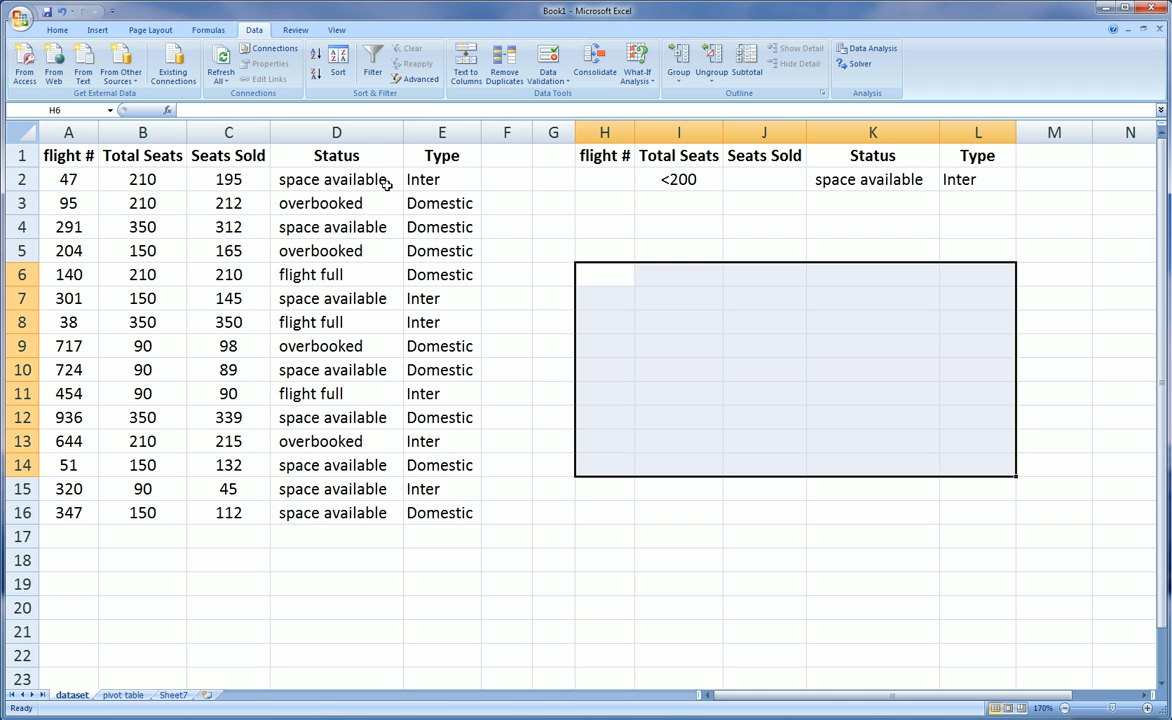 Book1 - Microsoft Excel
Home Insert Page Layout Formulas Data Review View
From Access
From Web
From Text
From Other Sources
Existing Connections
Get External Data
Refresh All
Connections
Properties
Edit Links
Connections
Sort
Filter
Clear
Reapply
Advanced
Sort & Filter
Text to Columns
Remove Duplicates
Data Validation
Consolidate
What-If Analysis
Data Tools
Group
Ungroup
Subtotal
Show Detail
Hide Detail
Outline
Data Analysis
Solver
Analysis
H6 fx
A B C D E F G H I J K L M N
1 flight # Total Seats Seats Sold Status Type flight # Total Seats Seats Sold Status Type
2 47 210 195 space available Inter <200 space available Inter
3 95 210 212 overbooked Domestic
4 291 350 312 space available Domestic
5 204 150 165 overbooked Domestic
6 140 210 210 flight full Domestic
7 301 150 145 space available Inter
8 38 350 350 flight full Inter
9 717 90 98 overbooked Domestic
10 724 90 89 space available Domestic
11 454 90 90 flight full Inter
12 936 350 339 space available Domestic
13 644 210 215 overbooked Inter
14 51 150 132 space available Domestic
15 320 90 45 space available Inter
16 347 150 112 space available Domestic
17
18
19
20
21
22
23
dataset pivot table Sheet7
Ready 170%